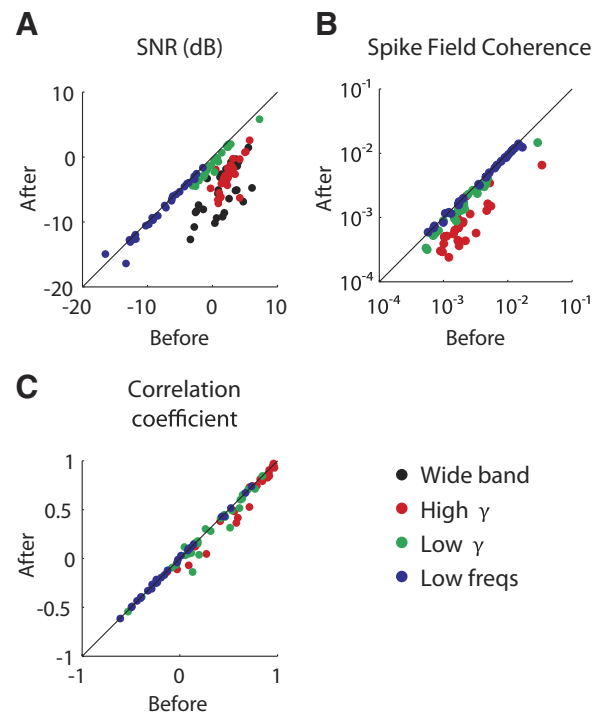 A
SNR (dB)
10
0
-10
-20
-20
-10
0
10
After
Before
B
Spike Field Coherence
10⁻¹
10⁻²
10⁻³
10⁻⁴
10⁻⁴
10⁻³
10⁻²
10⁻¹
After
Before
C
Correlation
coefficient
1
0.5
0
-0.5
-1
-1
0
1
After
Before
Wide band
High γ
Low γ
Low freqs